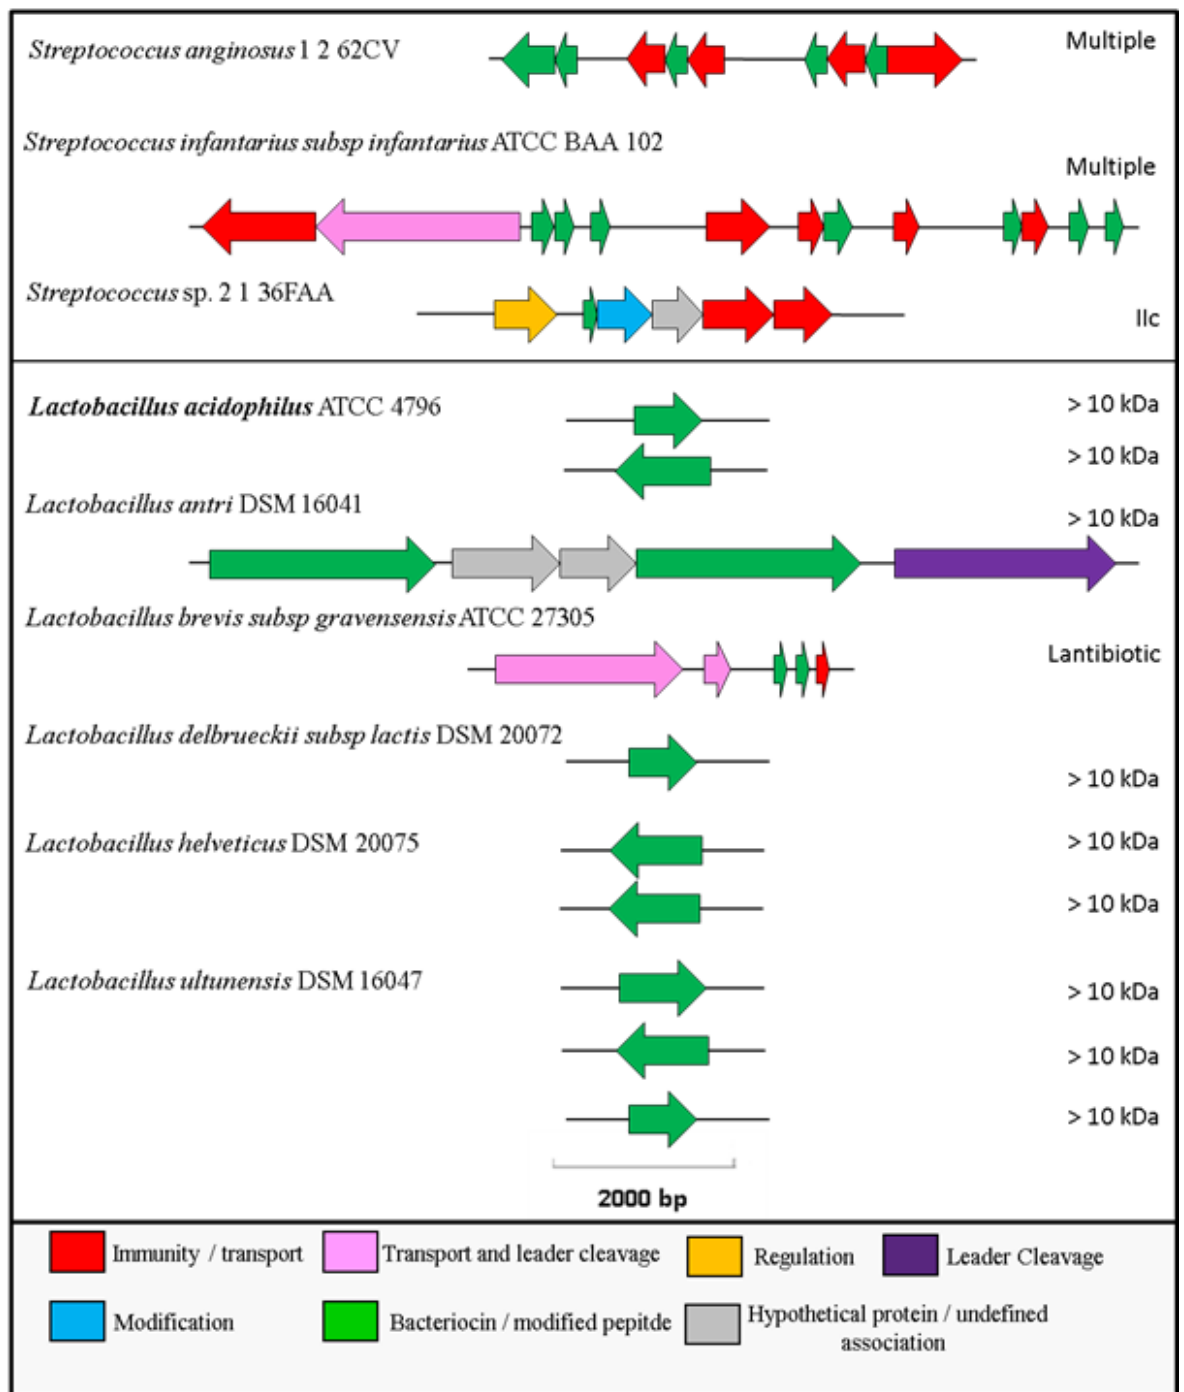 Streptococcus anginosus 1 2 62CV
Multiple
Streptococcus infantarius subsp infantarius ATCC BAA 102
Multiple
Streptococcus sp. 2 1 36FAA
IIc
Lactobacillus acidophilus ATCC 4796
> 10 kDa
> 10 kDa
Lactobacillus antri DSM 16041
> 10 kDa
Lactobacillus brevis subsp gravensensis ATCC 27305
Lantibiotic
Lactobacillus delbrueckii subsp lactis DSM 20072
> 10 kDa
Lactobacillus helveticus DSM 20075
> 10 kDa
> 10 kDa
Lactobacillus ultunensis DSM 16047
> 10 kDa
> 10 kDa
> 10 kDa
2000 bp
Immunity / transport
Transport and leader cleavage
Regulation
Leader Cleavage
Modification
Bacteriocin / modified pepitde
Hypothetical protein / undefined
association